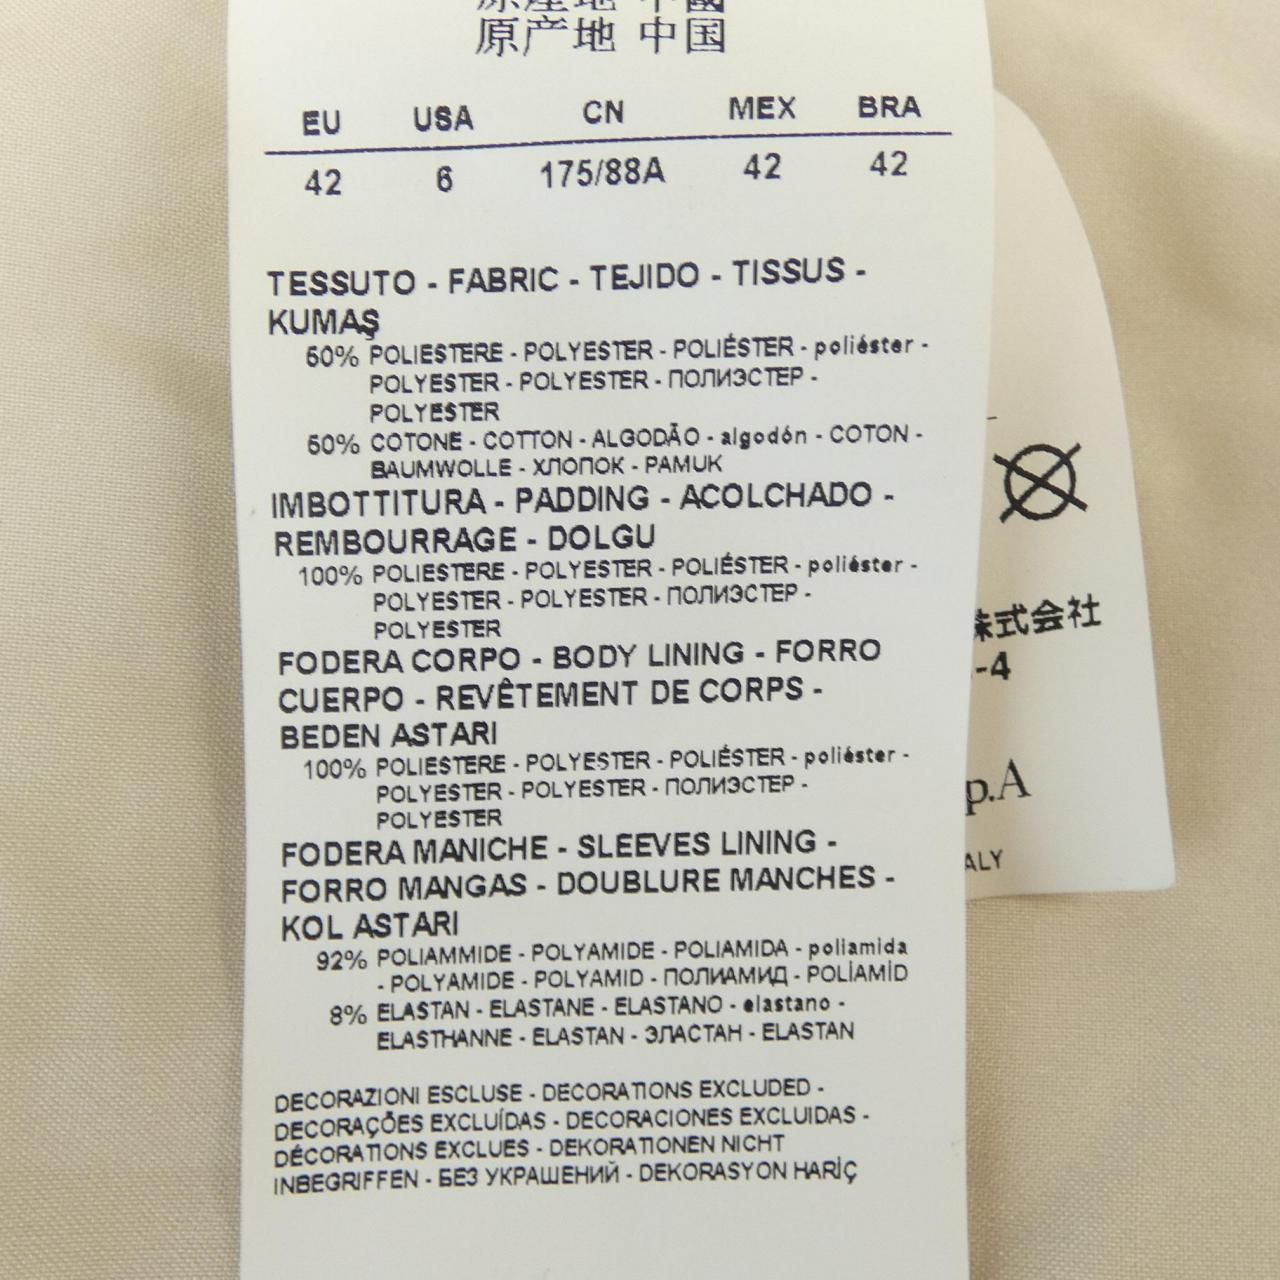 原产地 中国
EU USA CN MEX BRA
42 6 175/88A 42 42
TESSUTO - FABRIC - TEJIDO - TISSUS -
KUMAŞ
50% POLIESTERE - POLYESTER - POLIÉSTER - poliéster -
POLYESTER - POLYESTER - ПОЛИЭСТЕР -
POLYESTER
50% COTONE - COTTON - ALGODÃO - algodón - COTON -
BAUMWOLLE - ХЛОПОК - PAMUK
IMBOTTITURA - PADDING - ACOLCHADO -
REMBOURRAGE - DOLGU
100% POLIESTERE - POLYESTER - POLIÉSTER - poliéster -
POLYESTER - POLYESTER - ПОЛИЭСТЕР -
POLYESTER
FODERA CORPO - BODY LINING - FORRO
CUERPO - REVÊTEMENT DE CORPS -
BEDEN ASTARI
100% POLIESTERE - POLYESTER - POLIÉSTER - poliéster -
POLYESTER - POLYESTER - ПОЛИЭСТЕР -
POLYESTER
FODERA MANICHE - SLEEVES LINING -
FORRO MANGAS - DOUBLURE MANCHES -
KOL ASTARI
92% POLIAMMIDE - POLYAMIDE - POLIAMIDA - poliamida
- POLYAMIDE - POLYAMID - ПОЛИАМИД - POLİAMİD
8% ELASTAN - ELASTANE - ELASTANO - elastano -
ELASTHANNE - ELASTAN - ЭЛАСТАН - ELASTAN
DECORAZIONI ESCLUSE - DECORATIONS EXCLUDED -
DECORAÇÕES EXCLUÍDAS - DECORACIONES EXCLUIDAS -
DÉCORATIONS EXCLUES - DEKORATIONEN NICHT
INBEGRIFFEN - БЕЗ УКРАШЕНИЙ - DEKORASYON HARİÇ
株式会社
-4
p.A
ALY